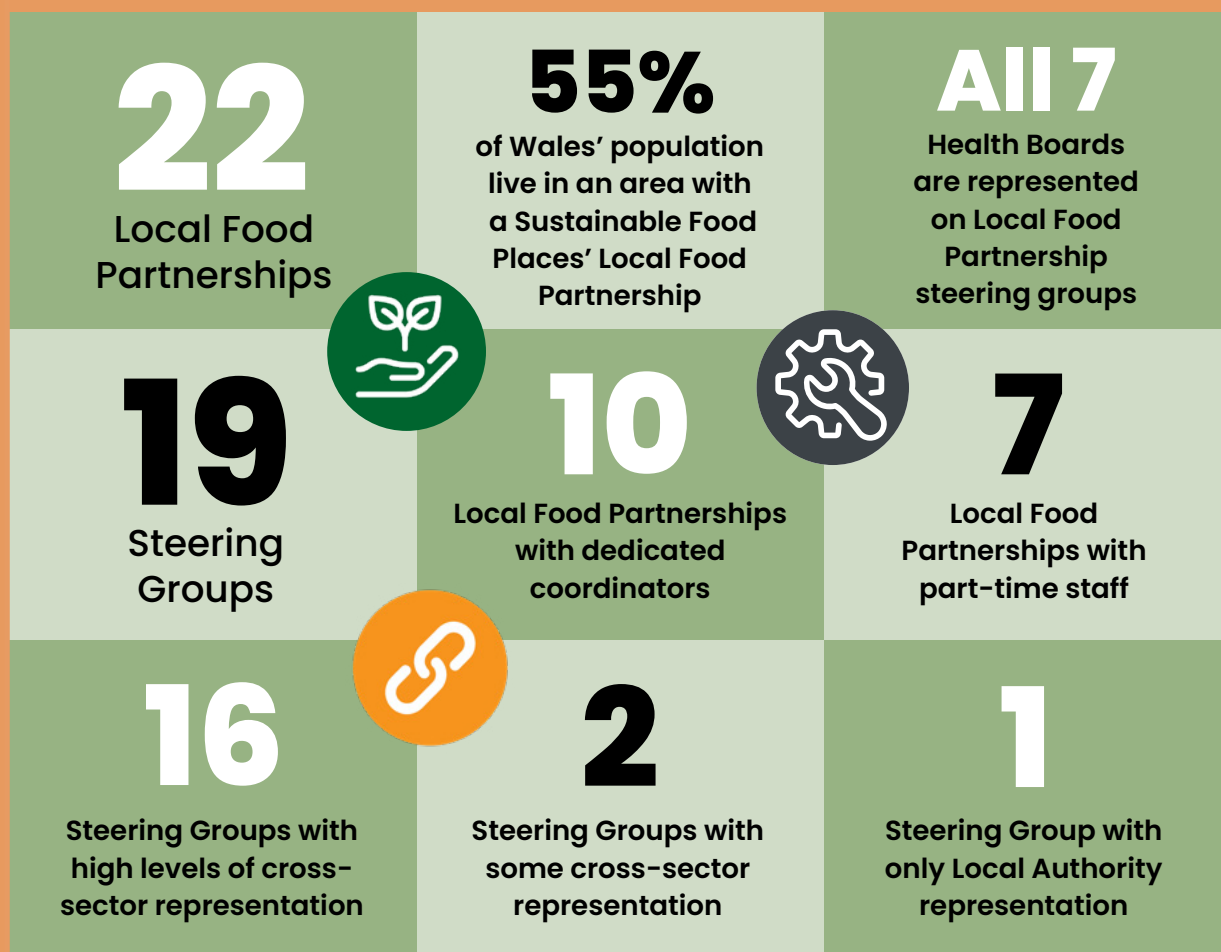 22
Local Food
Partnerships
55%
of Wales’ population
live in an area with
a Sustainable Food
Places’ Local Food
Partnership
All 7
Health Boards
are represented
on Local Food
Partnership
steering groups
19
Steering
Groups
10
Local Food Partnerships
with dedicated
coordinators
7
Local Food
Partnerships with
part-time staff
16
Steering Groups with
high levels of cross-
sector representation
2
Steering Groups with
some cross-sector
representation
1
Steering Group with
only Local Authority
representation